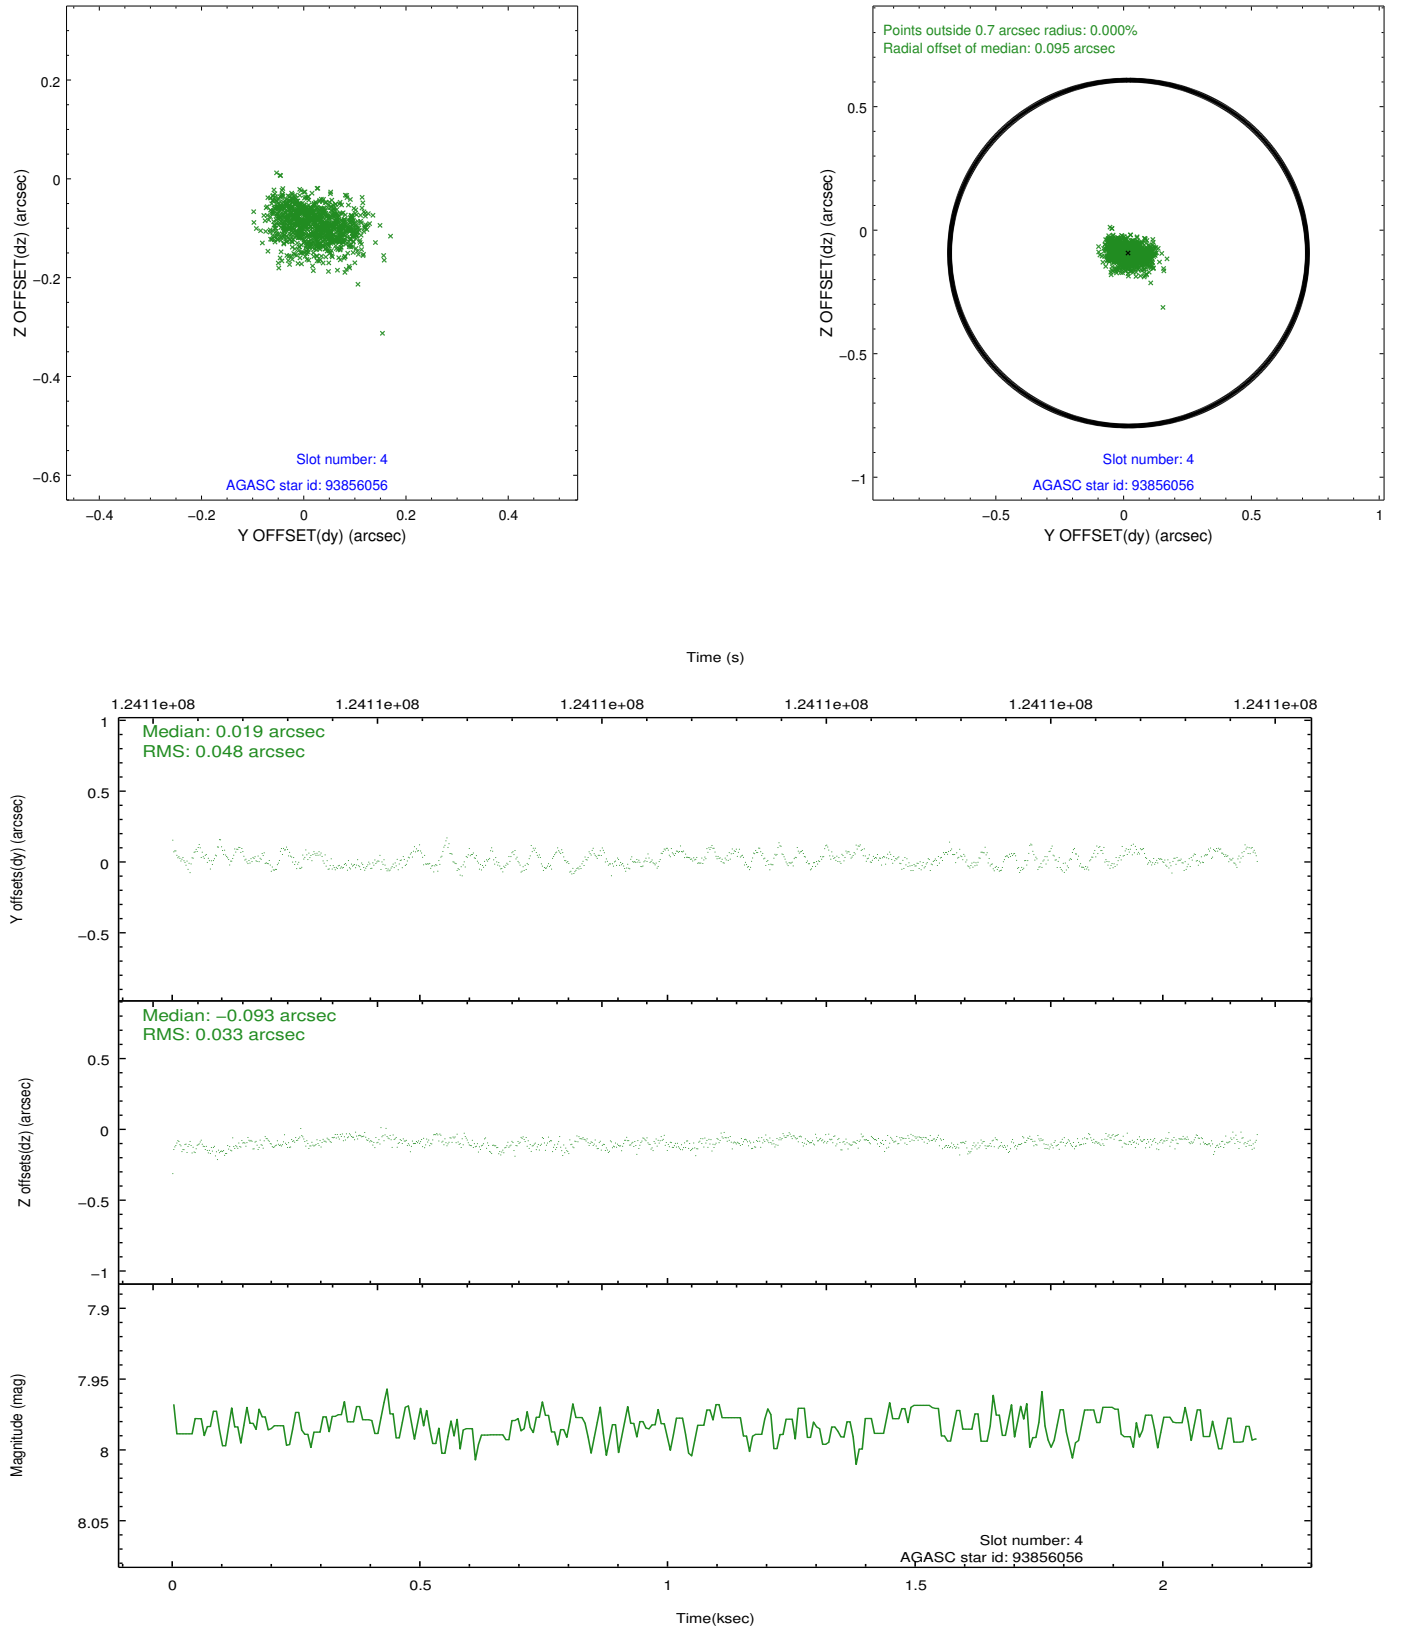 Points outside 0.7 arcsec radius: 0.000%
Radial offset of median: 0.095 arcsec
0.2
0
−0.2
−0.4
−0.6
Z OFFSET(dz) (arcsec)
Slot number: 4
AGASC star id: 93856056
−0.4
−0.2
0
0.2
0.4
Y OFFSET(dy) (arcsec)
0.5
0
−0.5
−1
Z OFFSET(dz) (arcsec)
Slot number: 4
AGASC star id: 93856056
−0.5
0
0.5
1
Y OFFSET(dy) (arcsec)
Time (s)
1.2411e+08 1.2411e+08 1.2411e+08 1.2411e+08 1.2411e+08 1.2411e+08
Median: 0.019 arcsec
RMS: 0.048 arcsec
1
0.5
0
−0.5
Y offsets(dy) (arcsec)
Median: −0.093 arcsec
RMS: 0.033 arcsec
0.5
0
−0.5
−1
Z offsets(dz) (arcsec)
7.9
7.95
8
8.05
Magnitude (mag)
Slot number: 4
AGASC star id: 93856056
0 0.5 1 1.5 2
Time(ksec)